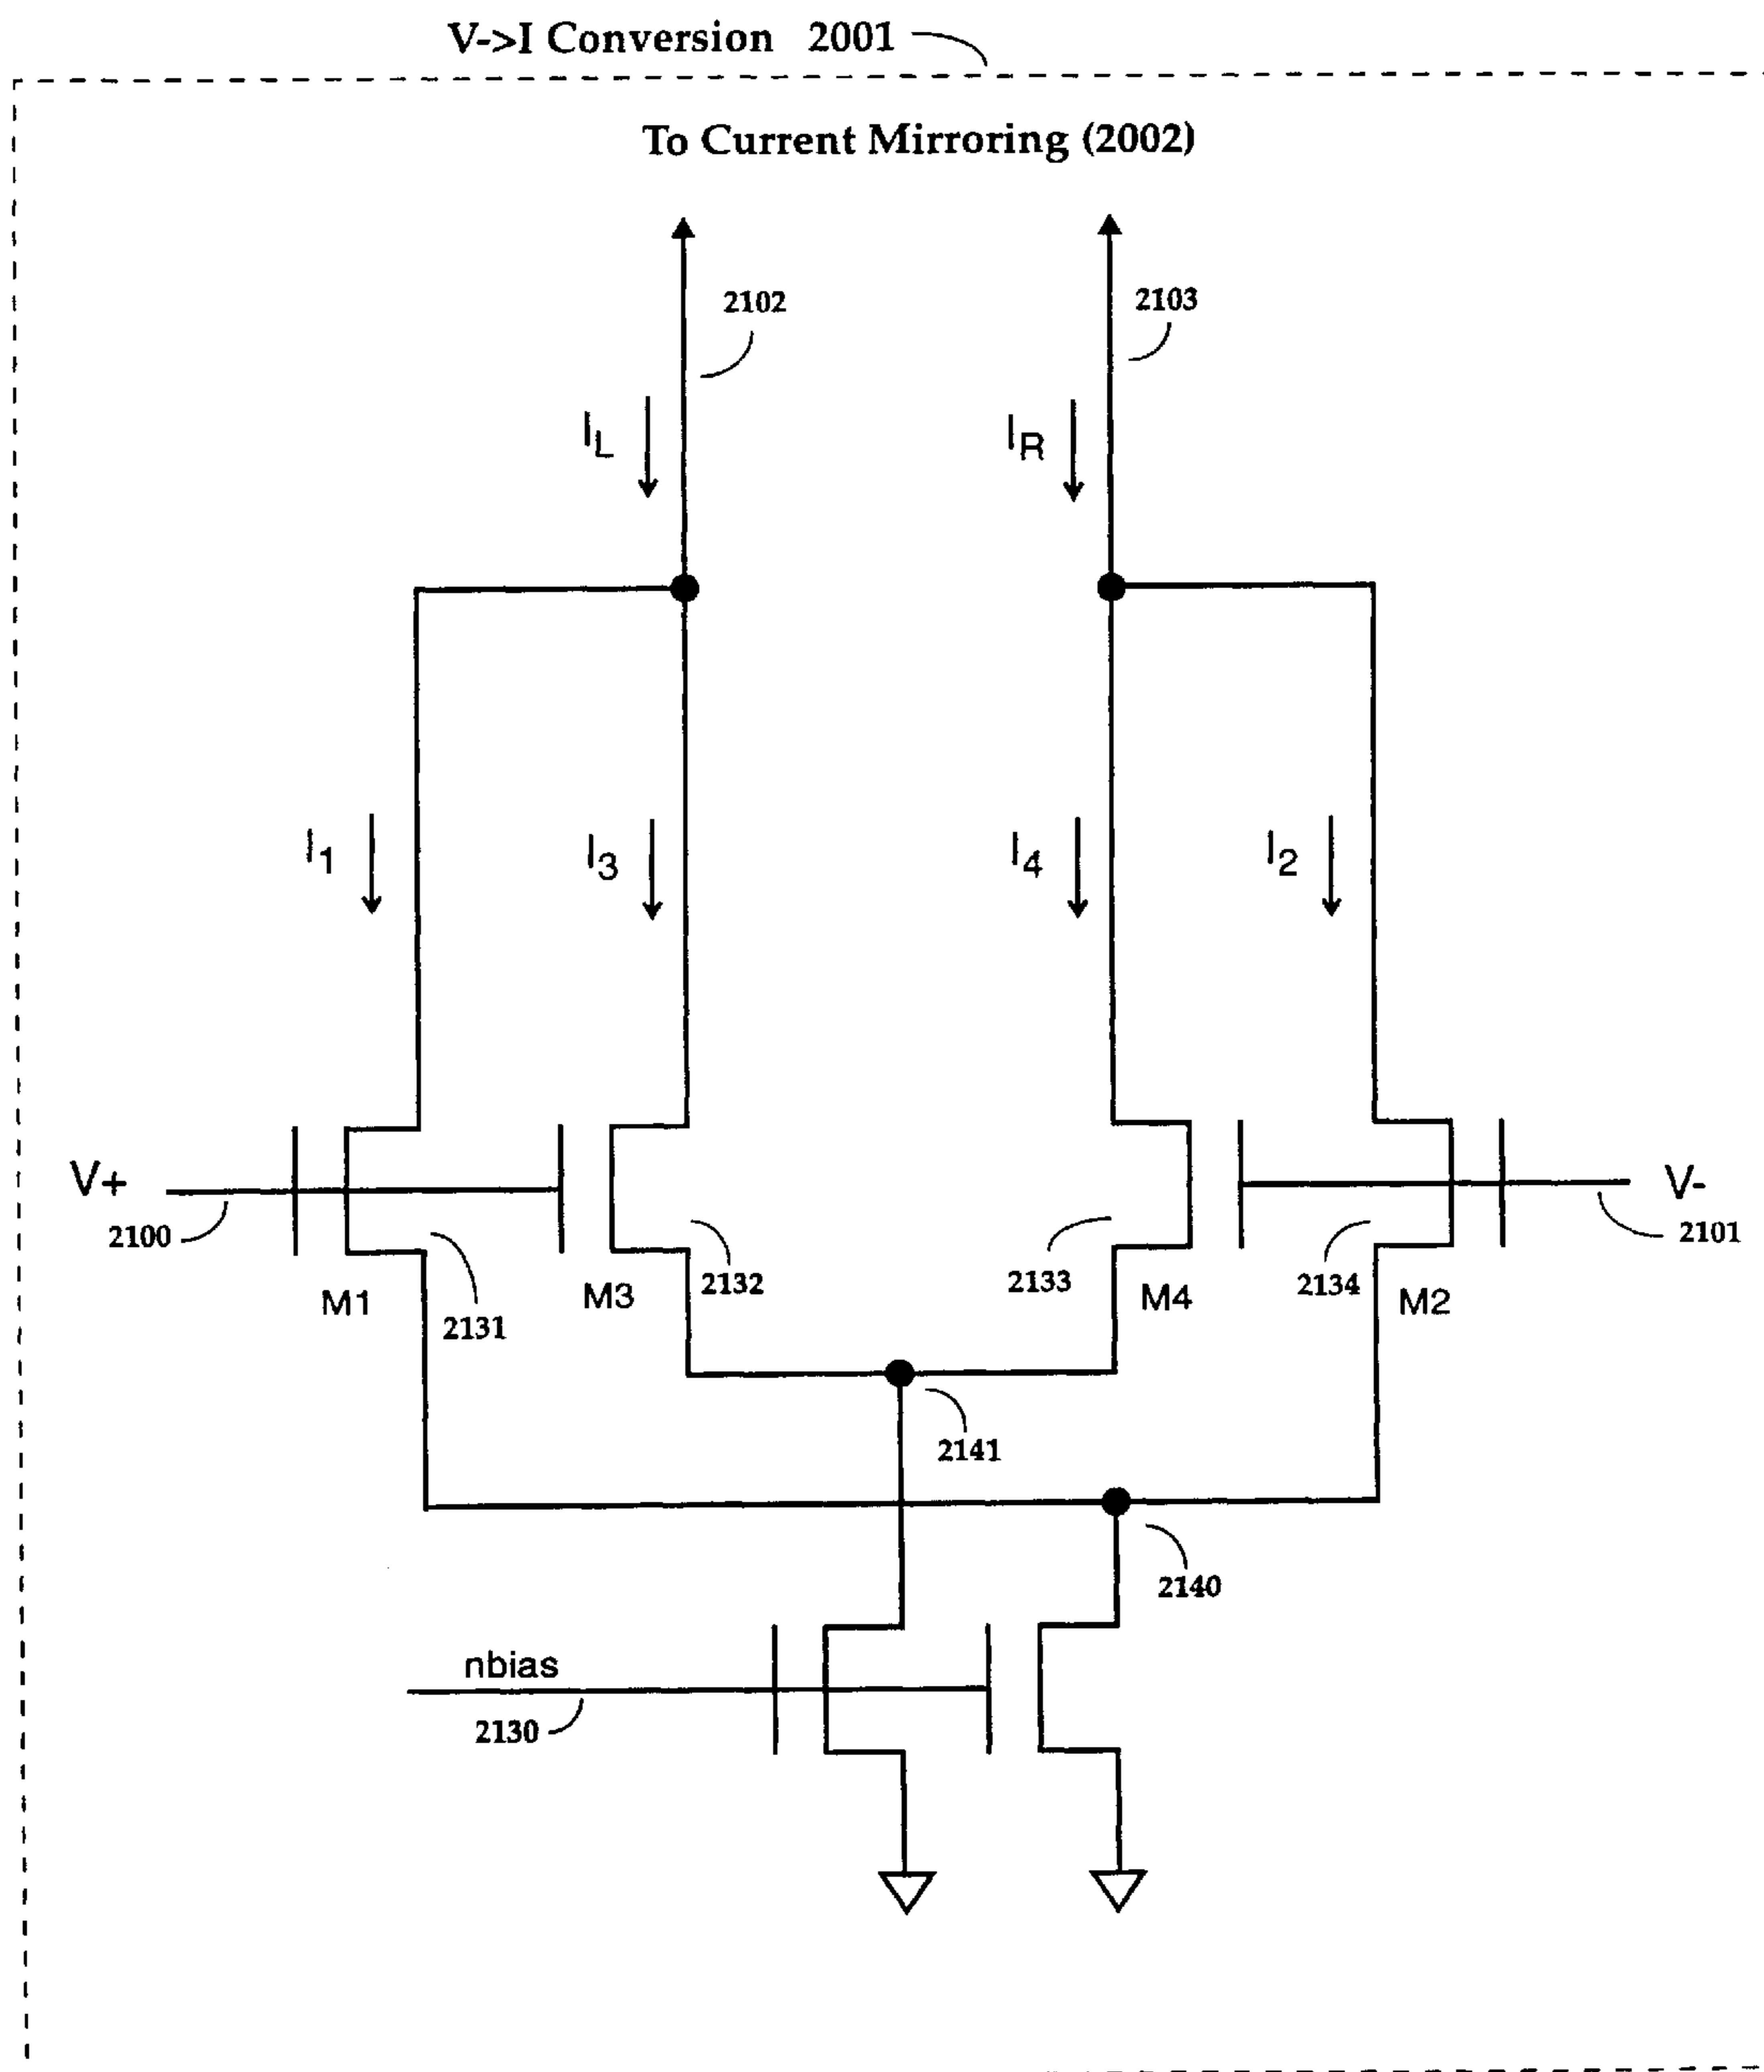 V->I Conversion 2001
To Current Mirroring (2002)
2102
2103
IL
IR
I1
I3
I4
I2
V+
V-
2100
2101
2131
2132
2133
2134
M1
M3
M4
M2
2141
2140
nbias
2130